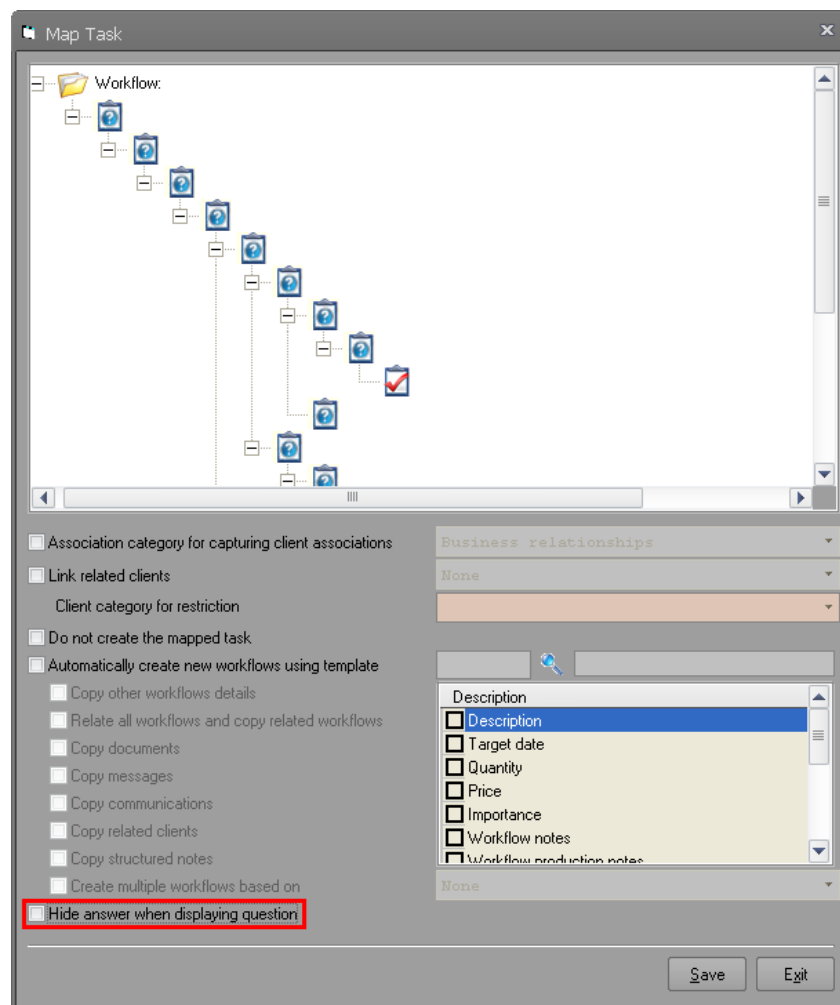 Map Task
Workflow:
Association category for capturing client associations
Business relationships
Link related clients
None
Client category for restriction
Do not create the mapped task
Automatically create new workflows using template
Copy other workflows details
Relate all workflows and copy related workflows
Copy documents
Copy messages
Copy communications
Copy related clients
Copy structured notes
Create multiple workflows based on
Description
Description
Target date
Quantity
Price
Importance
Workflow notes
Workflow production notes
None
Hide answer when displaying question
Save
Exit